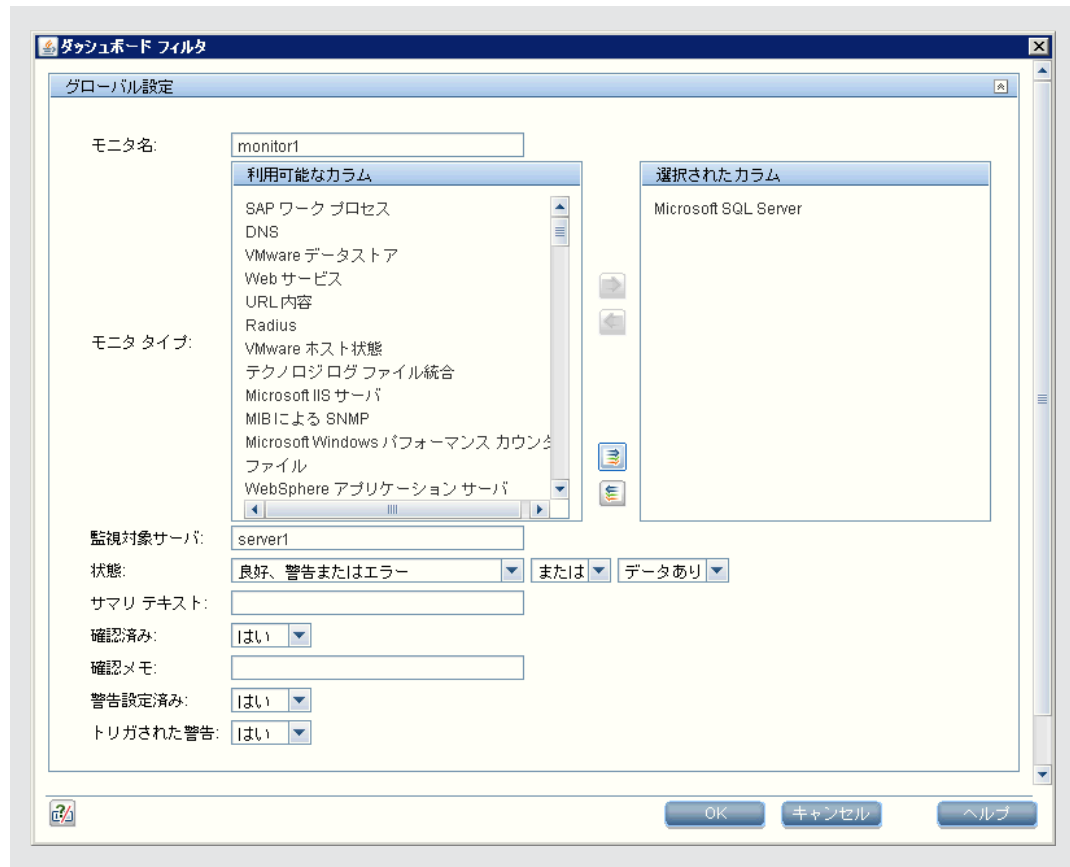 ダッシュボード フィルタ
グローバル設定
モニタ名:
monitor1
利用可能なカラム
選択されたカラム
モニタ タイプ:
SAP ワーク プロセス
DNS
VMware データストア
Web サービス
URL 内容
Radius
VMware ホスト状態
テクノロジ ログ ファイル統合
Microsoft IIS サーバ
MIB による SNMP
Microsoft Windows パフォーマンス カウンタ
ファイル
WebSphere アプリケーション サーバ
Microsoft SQL Server
監視対象サーバ:
server1
状態:
良好、警告またはエラー
または
データあり
サマリ テキスト:
確認済み:
はい
確認メモ:
警告設定済み:
はい
トリガされた警告:
はい
OK
キャンセル
ヘルプ